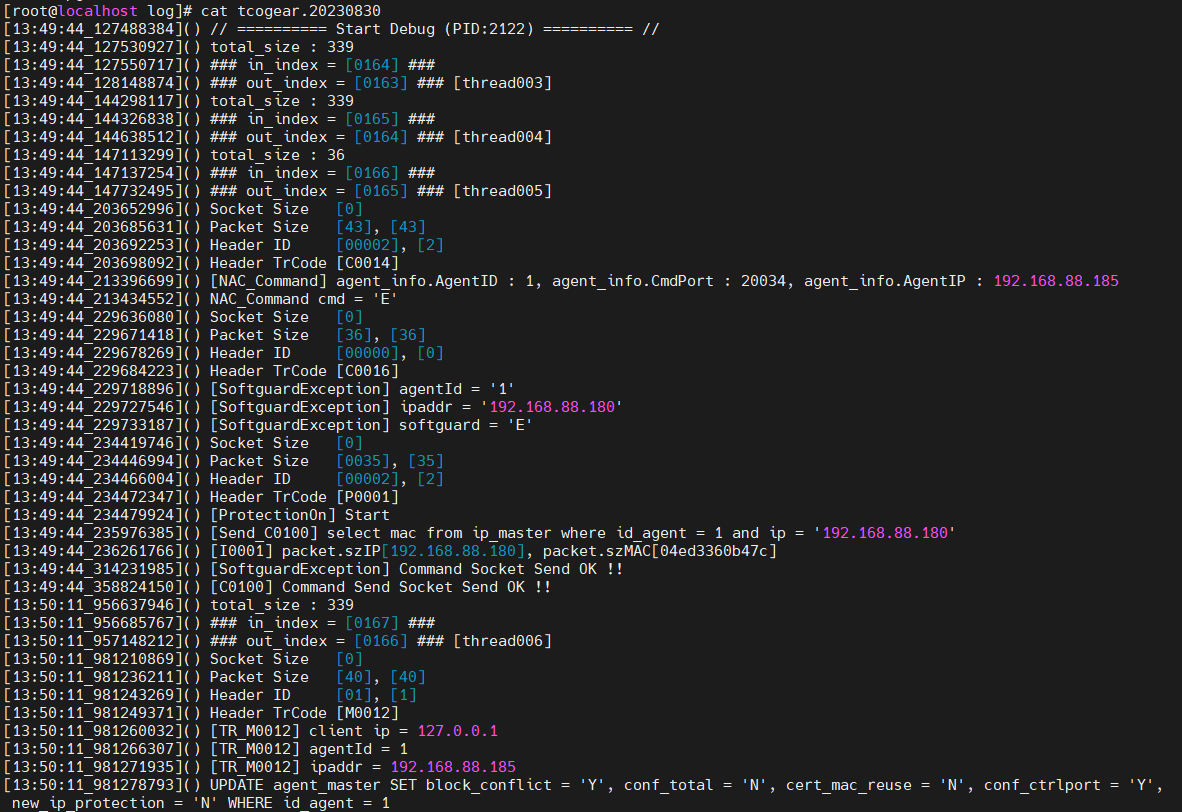 [root@localhost log]# cat tcogear.20230830
[13:49:44_127488384]() // ========== Start Debug (PID:2122) ========== //
[13:49:44_127530927]() total_size : 339
[13:49:44_127550717]() ### in_index = [0164] ###
[13:49:44_128148874]() ### out_index = [0163] ### [thread003]
[13:49:44_144298117]() total_size : 339
[13:49:44_144326838]() ### in_index = [0165] ###
[13:49:44_144638512]() ### out_index = [0164] ### [thread004]
[13:49:44_147113299]() total_size : 36
[13:49:44_147137254]() ### in_index = [0166] ###
[13:49:44_147732495]() ### out_index = [0165] ### [thread005]
[13:49:44_203652996]() Socket Size   [0]
[13:49:44_203685631]() Packet Size   [43], [43]
[13:49:44_203692253]() Header ID     [00002], [2]
[13:49:44_203698092]() Header TrCode [C0014]
[13:49:44_213396699]() [NAC_Command] agent_info.AgentID : 1, agent_info.CmdPort : 20034, agent_info.AgentIP : 192.168.88.185
[13:49:44_213434552]() NAC_Command cmd = 'E'
[13:49:44_229636080]() Socket Size   [0]
[13:49:44_229671418]() Packet Size   [36], [36]
[13:49:44_229678269]() Header ID     [00000], [0]
[13:49:44_229684223]() Header TrCode [C0016]
[13:49:44_229718896]() [SoftguardException] agentId = '1'
[13:49:44_229727546]() [SoftguardException] ipaddr = '192.168.88.180'
[13:49:44_229733187]() [SoftguardException] softguard = 'E'
[13:49:44_234419746]() Socket Size   [0]
[13:49:44_234446994]() Packet Size   [0035], [35]
[13:49:44_234466004]() Header ID     [00002], [2]
[13:49:44_234472347]() Header TrCode [P0001]
[13:49:44_234479924]() [ProtectionOn] Start
[13:49:44_235976385]() [Send_C0100] select mac from ip_master where id_agent = 1 and ip = '192.168.88.180'
[13:49:44_236261766]() [I0001] packet.szIP[192.168.88.180], packet.szMAC[04ed3360b47c]
[13:49:44_314231985]() [SoftguardException] Command Socket Send OK !!
[13:49:44_358824150]() [C0100] Command Send Socket Send OK !!
[13:50:11_956637946]() total_size : 339
[13:50:11_956685767]() ### in_index = [0167] ###
[13:50:11_957148212]() ### out_index = [0166] ### [thread006]
[13:50:11_981210869]() Socket Size   [0]
[13:50:11_981236211]() Packet Size   [40], [40]
[13:50:11_981243269]() Header ID     [01], [1]
[13:50:11_981249371]() Header TrCode [M0012]
[13:50:11_981260032]() [TR_M0012] client ip = 127.0.0.1
[13:50:11_981266307]() [TR_M0012] agentId = 1
[13:50:11_981271935]() [TR_M0012] ipaddr = 192.168.88.185
[13:50:11_981278793]() UPDATE agent_master SET block_conflict = 'Y', conf_total = 'N', cert_mac_reuse = 'N', conf_ctrlport = 'Y',
new_ip_protection = 'N' WHERE id_agent = 1